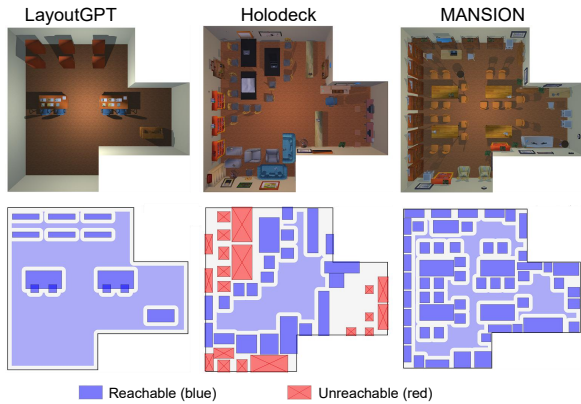 LayoutGPT
Holodeck
MANSION
Reachable (blue)
Unreachable (red)